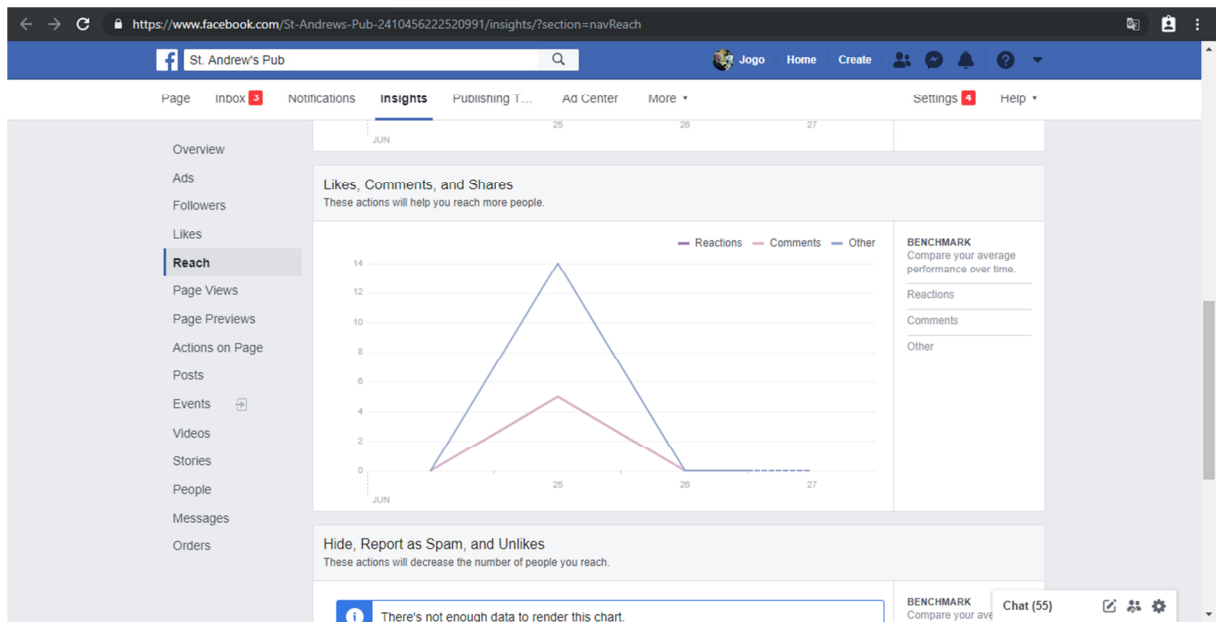 https://www.facebook.com/St-Andrews-Pub-2410456222520991/insights/?section=navReach
St. Andrew's Pub
Jogo Home Create
Page Inbox 3 Notifications Insights Publishing T... Ad Center More Settings 4 Help
Overview
Ads
Followers
Likes
Reach
Page Views
Page Previews
Actions on Page
Posts
Events
Videos
Stories
People
Messages
Orders
25 26 27
JUN
Likes, Comments, and Shares
These actions will help you reach more people.
Reactions Comments Other
14
12
10
8
6
4
2
0
25 26 27
JUN
BENCHMARK
Compare your average
performance over time.
Reactions
Comments
Other
Hide, Report as Spam, and Unlikes
These actions will decrease the number of people you reach.
There's not enough data to render this chart.
BENCHMARK
Compare your ave
Chat (55)